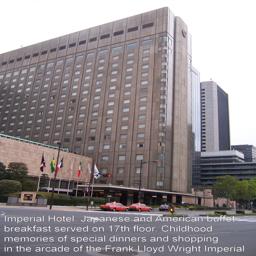 Imperial Hotel. Japanese and American buffet
breakfast served on 17th floor. Childhood
memories of special dinners and shopping
in the arcade of the Frank Lloyd Wright Imperial